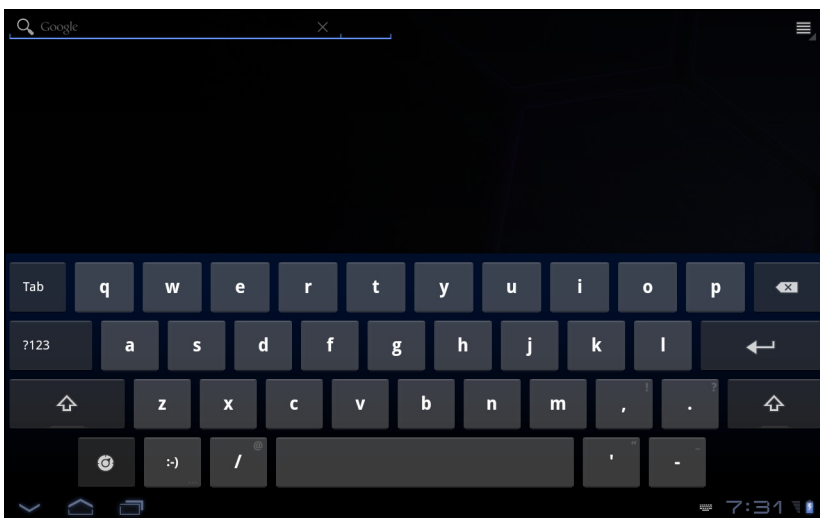 Google
Tab q w e r t y u i o p
?123 a s d f g h j k l
! ?
z x c v b n m , .
@ " _
:-) / ' -
...
7:31